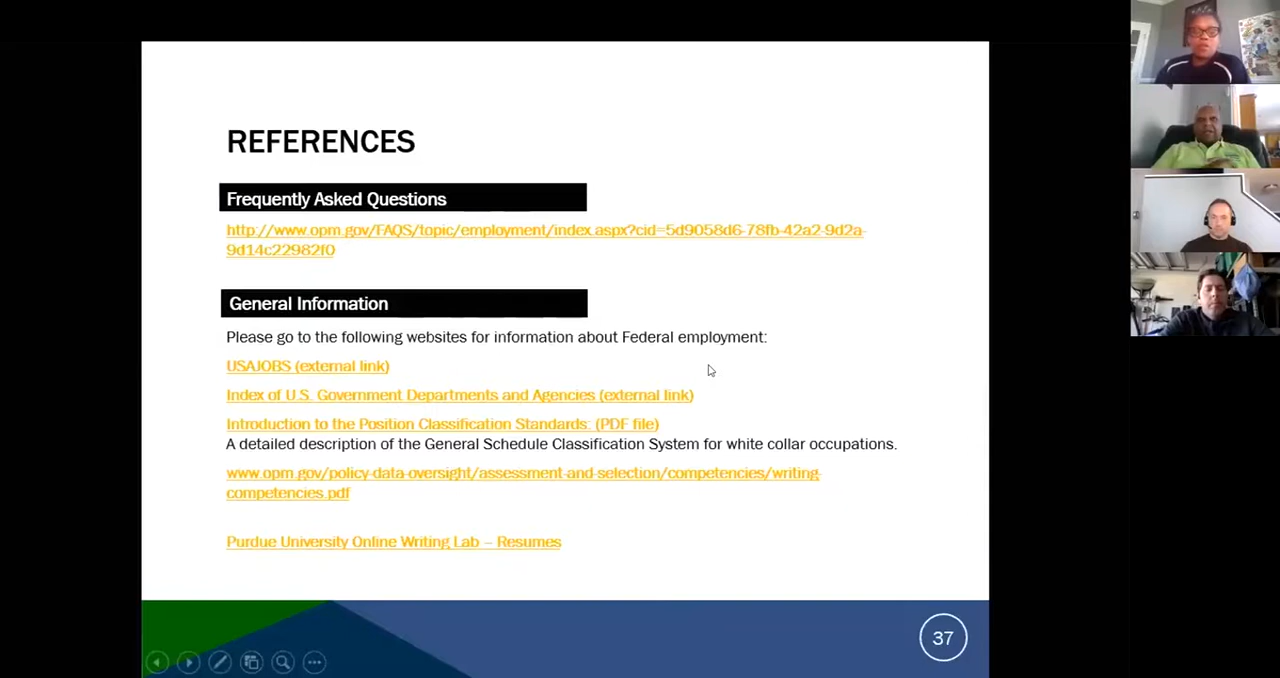 REFERENCES
Frequently Asked Questions
http://www.opm.gov/FAQS/topic/employment/index.aspx?cid=5d9058d6-78fb-42a2-9d2a-
9d14c22982f0
General Information
Please go to the following websites for information about Federal employment:
USAJOBS (external link)
Index of U.S. Government Departments and Agencies (external link)
Introduction to the Position Classification Standards: (PDF file)
A detailed description of the General Schedule Classification System for white collar occupations.
www.opm.gov/policy-data-oversight/assessment-and-selection/competencies/writing-
competencies.pdf
Purdue University Online Writing Lab – Resumes
37